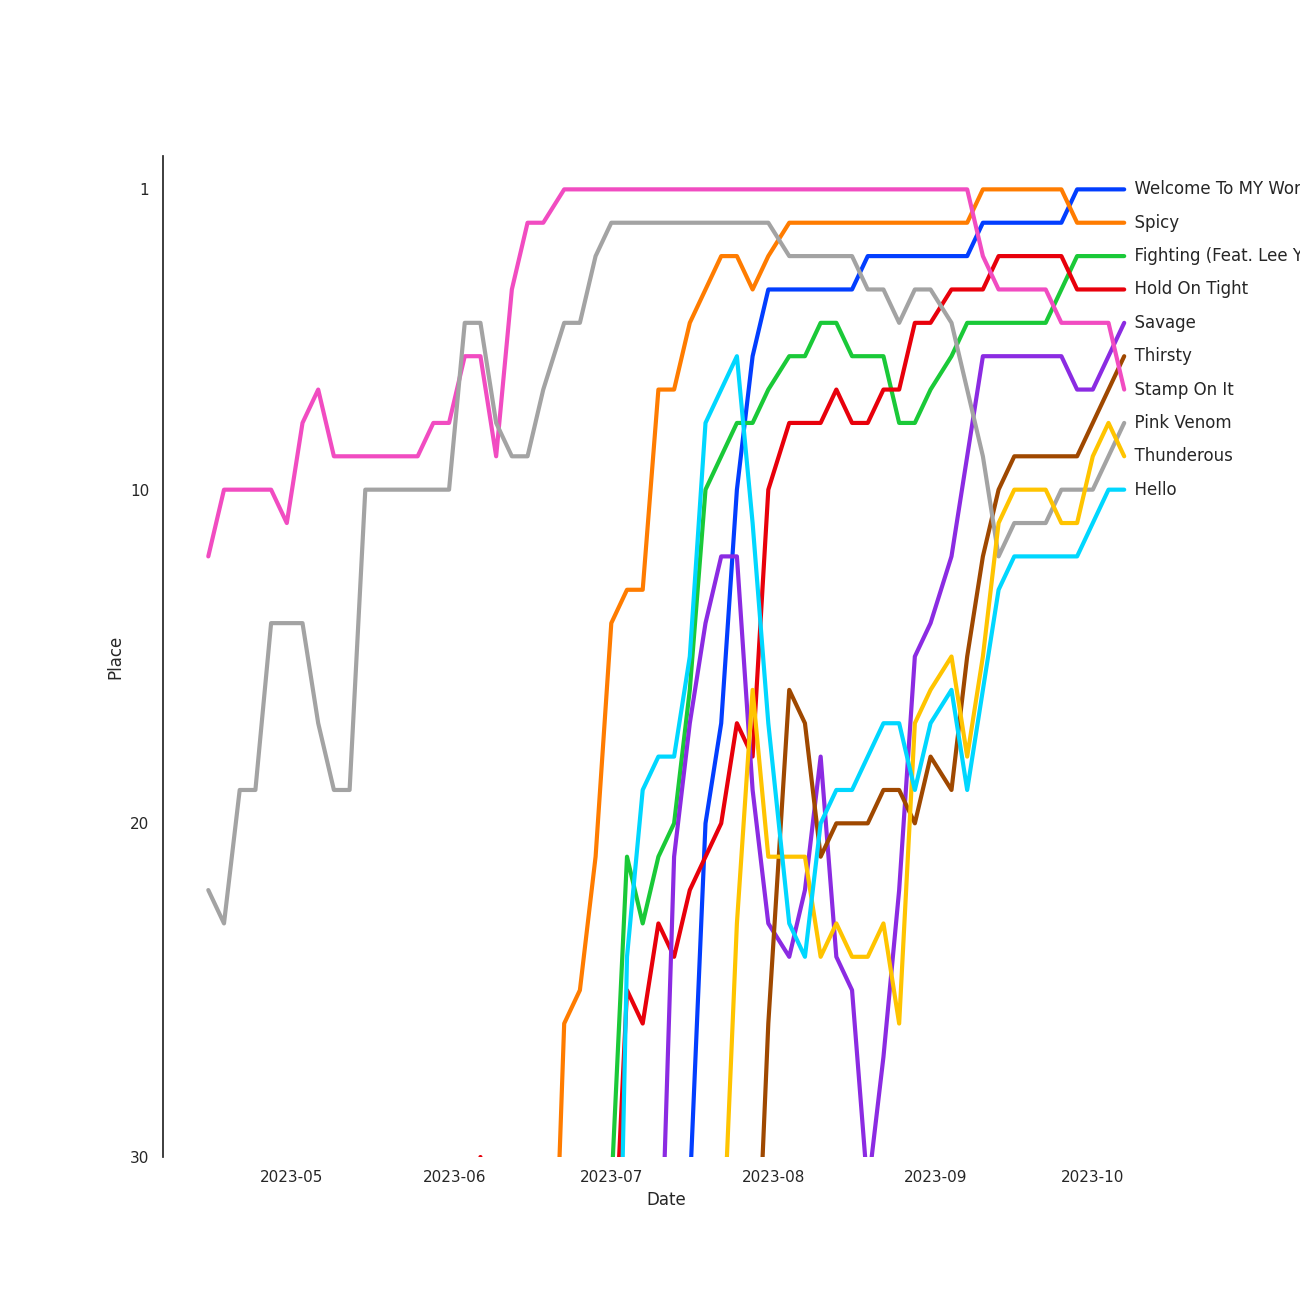 1
10
20
30
Place
2023-05
2023-06
2023-07
2023-08
2023-09
2023-10
Date
Welcome To MY Wor
Spicy
Fighting (Feat. Lee Y
Hold On Tight
Savage
Thirsty
Stamp On It
Pink Venom
Thunderous
Hello